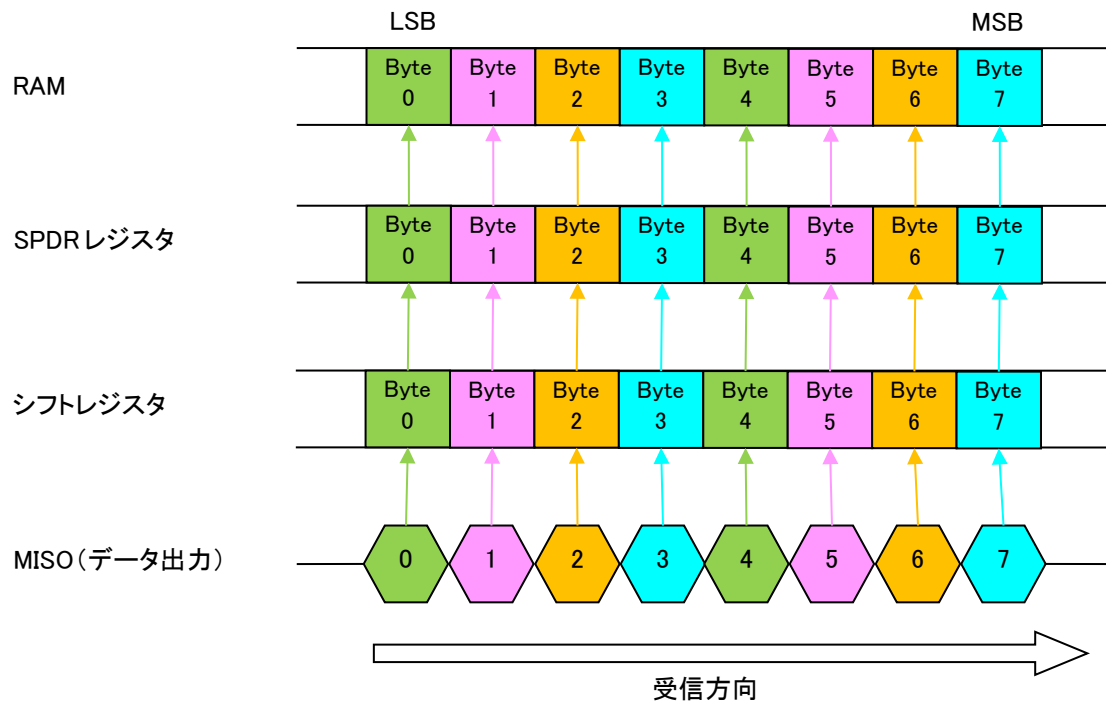 LSB MSB
RAM
Byte Byte Byte Byte Byte Byte Byte Byte
0 1 2 3 4 5 6 7
SPDRレジスタ
Byte Byte Byte Byte Byte Byte Byte Byte
0 1 2 3 4 5 6 7
シフトレジスタ
Byte Byte Byte Byte Byte Byte Byte Byte
0 1 2 3 4 5 6 7
MISO(データ出力)
0 1 2 3 4 5 6 7
受信方向